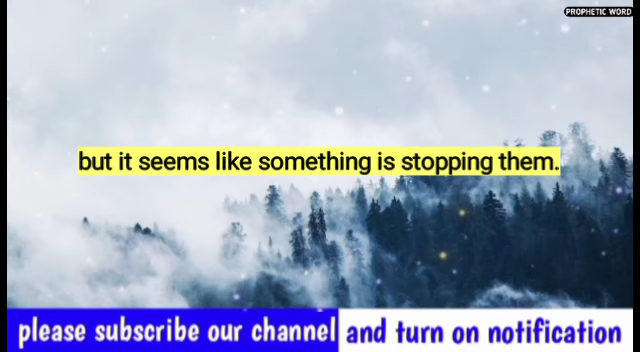 PROPHETIC WORD
but it seems like something is stopping them.
please subscribe our channel and turn on notification